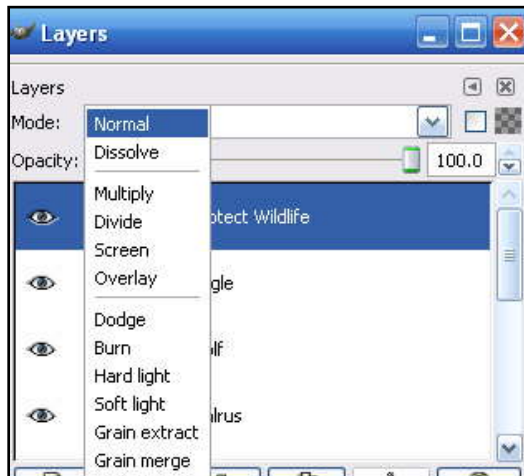 Layers
Layers
Mode:
Normal
Dissolve
Opacity:
100.0
Multiply
Divide
Screen
Overlay
Dodge
Burn
Hard light
Soft light
Grain extract
Grain merge
Wildlife